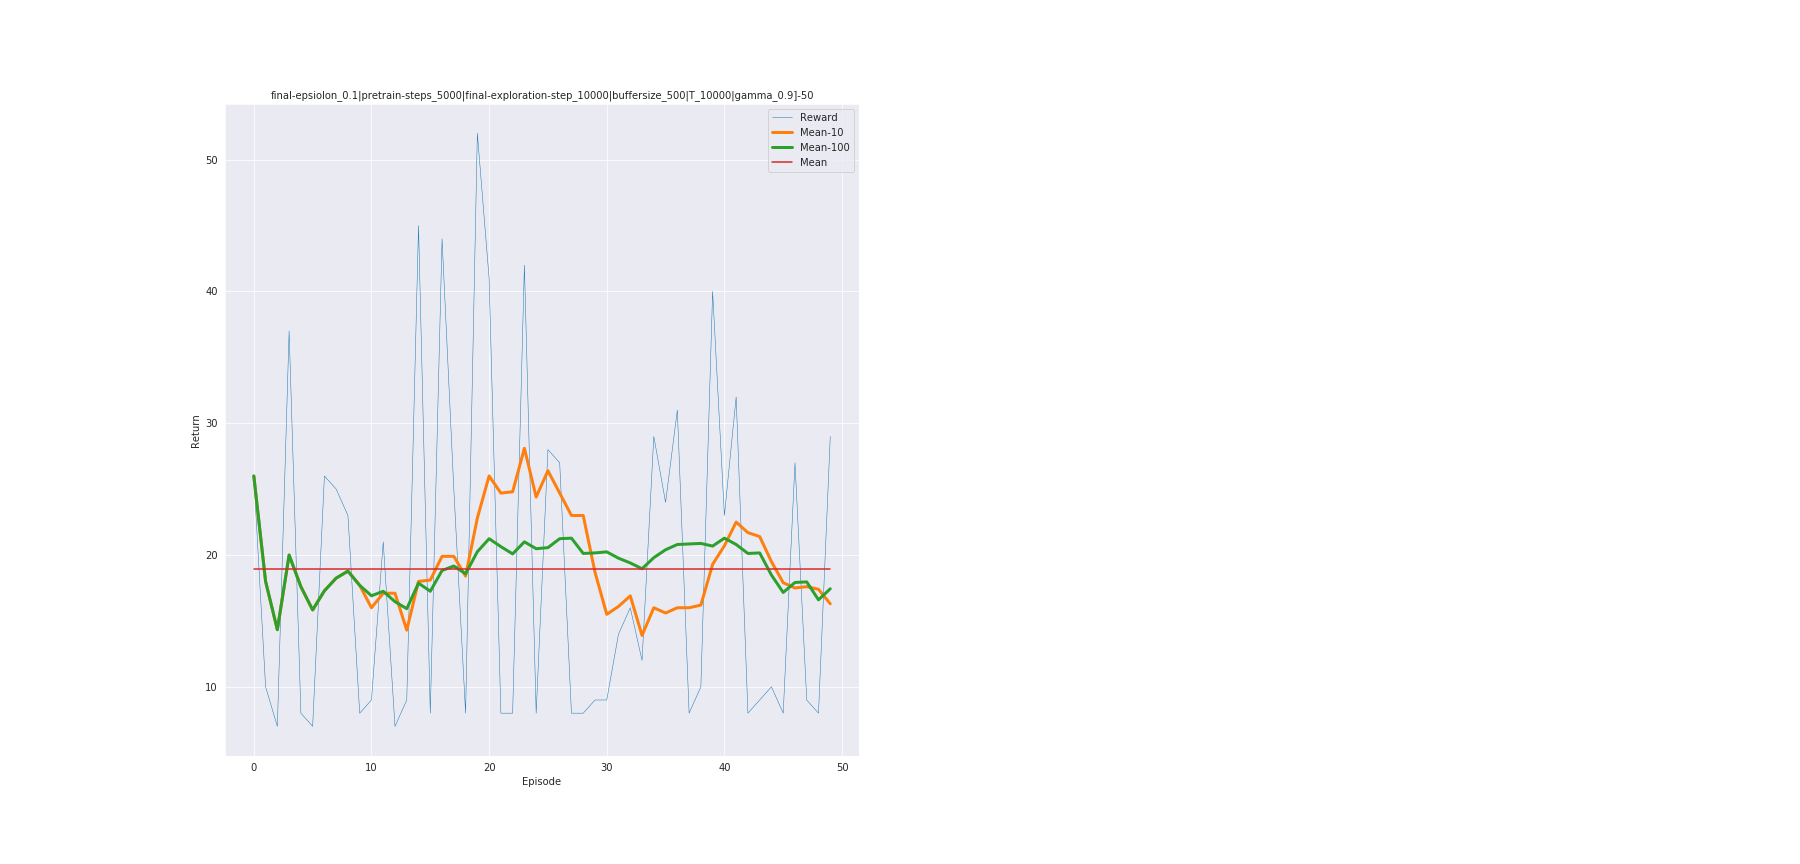 final-epsiolon_0.1|pretrain-steps_5000|final-exploration-step_10000|buffersize_500|T_10000|gamma_0.9]-50
Reward
Mean-10
Mean-100
Mean
50
40
30
20
10
Return
0 10 20 30 40 50
Episode